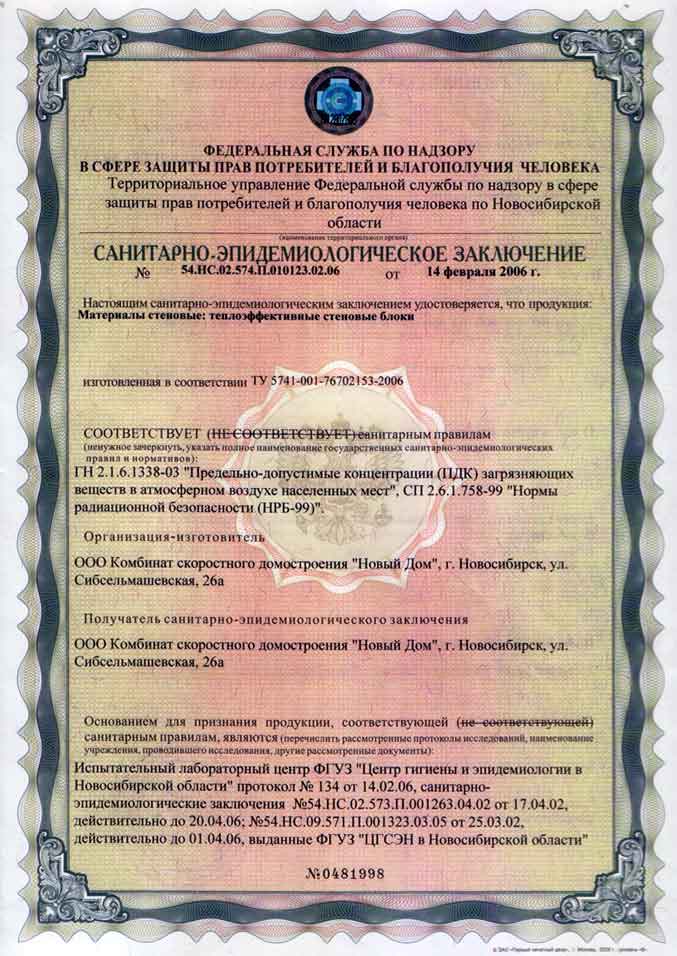 ФЕДЕРАЛЬНАЯ СЛУЖБА ПО НАДЗОРУ
В СФЕРЕ ЗАЩИТЫ ПРАВ ПОТРЕБИТЕЛЕЙ И БЛАГОПОЛУЧИЯ ЧЕЛОВЕКА
Территориальное управление Федеральной службы по надзору в сфере
защиты прав потребителей и благополучия человека по Новосибирской
области
(наименование территориального органа)
САНИТАРНО-ЭПИДЕМИОЛОГИЧЕСКОЕ ЗАКЛЮЧЕНИЕ
№ 54.НС.02.574.П.010123.02.06 от 14 февраля 2006 г.
Настоящим санитарно-эпидемиологическим заключением удостоверяется, что продукция:
Материалы стеновые: теплоэффективные стеновые блоки
изготовленная в соответствии ТУ 5741-001-76702153-2006
СООТВЕТСТВУЕТ (НЕ СООТВЕТСТВУЕТ) санитарным правилам
(ненужное зачеркнуть, указать полное наименование государственных санитарно-эпидемиологических
правил и нормативов):
ГН 2.1.6.1338-03 "Предельно-допустимые концентрации (ПДК) загрязняющих
веществ в атмосферном воздухе населенных мест", СП 2.6.1.758-99 "Нормы
радиационной безопасности (НРБ-99)".
Организация-изготовитель
ООО Комбинат скоростного домостроения "Новый Дом", г. Новосибирск, ул.
Сибсельмашевская, 26а
Получатель санитарно-эпидемиологического заключения
ООО Комбинат скоростного домостроения "Новый Дом", г. Новосибирск, ул.
Сибсельмашевская, 26а
Основанием для признания продукции, соответствующей (не соответствующей)
санитарным правилам, являются (перечислить рассмотренные протоколы исследований, наименование
учреждения, проводившего исследования, другие рассмотренные документы):
Испытательный лабораторный центр ФГУЗ "Центр гигиены и эпидемиологии в
Новосибирской области" протокол № 134 от 14.02.06, санитарно-
эпидемиологические заключения №54.НС.02.573.П.001263.04.02 от 17.04.02,
действительно до 20.04.06; №54.НС.09.571.П.001323.03.05 от 25.03.02,
действительно до 01.04.06, выданные ФГУЗ "ЦГСЭН в Новосибирской области"
№0481998